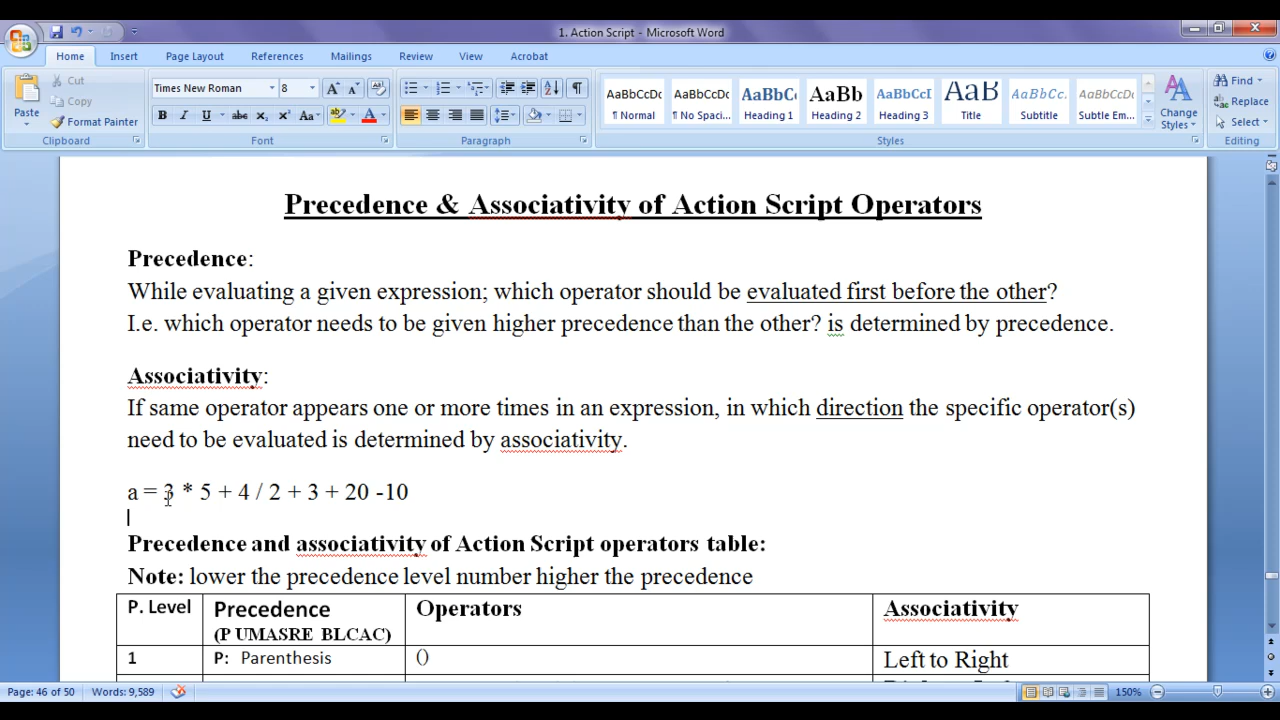 1. Action Script - Microsoft Word
Home Insert Page Layout References Mailings Review View Acrobat
Paste
Cut
Copy
Format Painter
Clipboard
Times New Roman 8
Font
Paragraph
AaBbCcDc AaBbCcDc AaBbC AaBb AaBbCcI AaB AaBbCc. AaBbCcDc
¶ Normal ¶ No Spaci... Heading 1 Heading 2 Heading 3 Title Subtitle Subtle Em...
Change Styles
Styles
Find
Replace
Select
Editing
Precedence & Associativity of Action Script Operators
Precedence:
While evaluating a given expression; which operator should be evaluated first before the other?
I.e. which operator needs to be given higher precedence than the other? is determined by precedence.
Associativity:
If same operator appears one or more times in an expression, in which direction the specific operator(s)
need to be evaluated is determined by associativity.
a = 3 * 5 + 4 / 2 + 3 + 20 -10
Precedence and associativity of Action Script operators table:
Note: lower the precedence level number higher the precedence
P. Level Precedence Operators Associativity
(P UMASRE BLCAC)
1 P: Parenthesis () Left to Right
Page: 46 of 50 Words: 9,589 150%